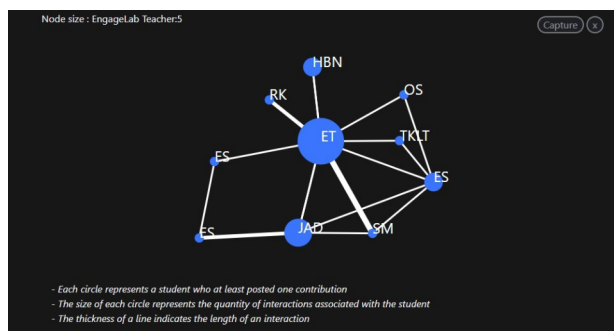 Node size : EngageLab Teacher:5
Capture x
HBN
RK
OS
ET
TKLT
ES
ES
ES
JAD
SM
- Each circle represents a student who at least posted one contribution
- The size of each circle represents the quantity of interactions associated with the student
- The thickness of a line indicates the length of an interaction